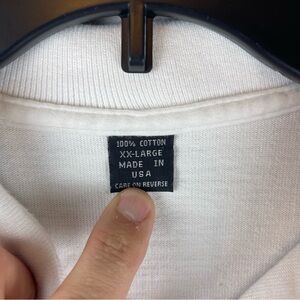 100% COTTON
XX-LARGE
MADE IN
USA
CARE ON REVERSE